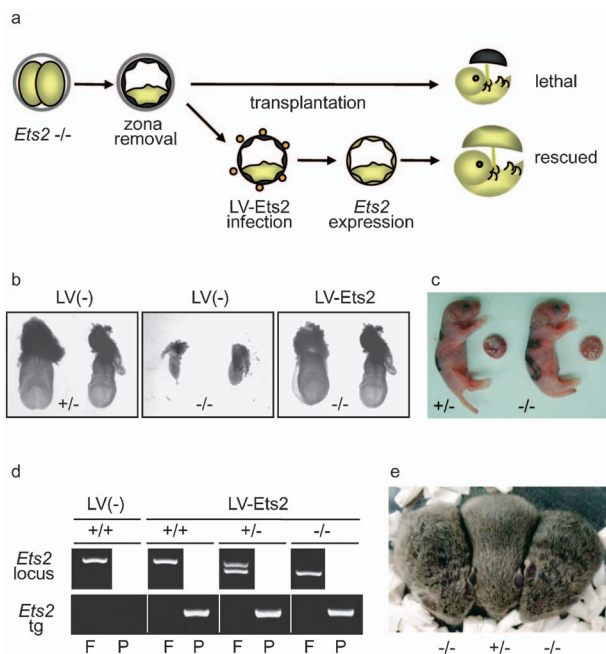 a
Ets2 -/-
zona
removal
transplantation
lethal
LV-Ets2
infection
Ets2
expression
rescued
b
LV(-)
LV(-)
LV-Ets2
+/-
-/-
-/-
c
+/-
-/-
d
LV(-)
LV-Ets2
+/+
+/+
+/-
-/-
Ets2
locus
Ets2
tg
F P F P F P F P
e
-/- +/- -/-